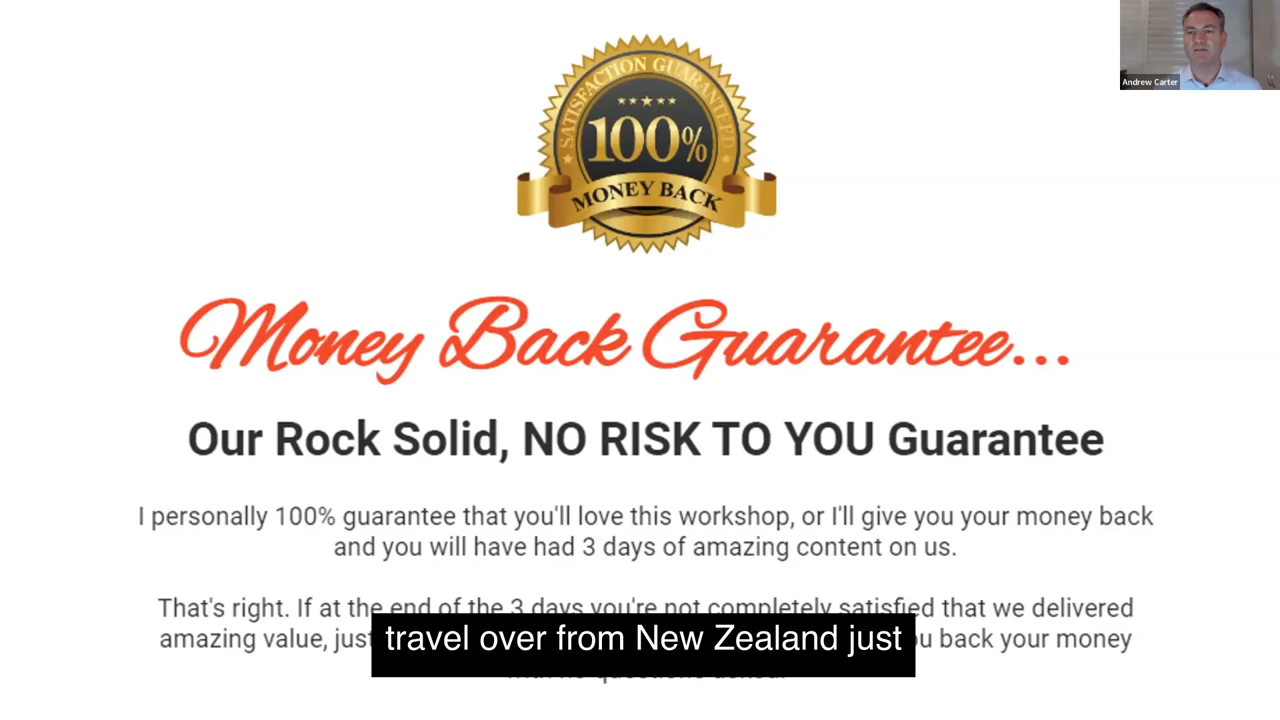 SATISFACTION GUARANTEED
100%
MONEY BACK
Andrew Carter
Money Back Guarantee...
Our Rock Solid, NO RISK TO YOU Guarantee
I personally 100% guarantee that you'll love this workshop, or I'll give you your money back
and you will have had 3 days of amazing content on us.
That's right. If at the end of the 3 days you're not completely satisfied that we delivered
amazing value, just
back your money
travel over from New Zealand just